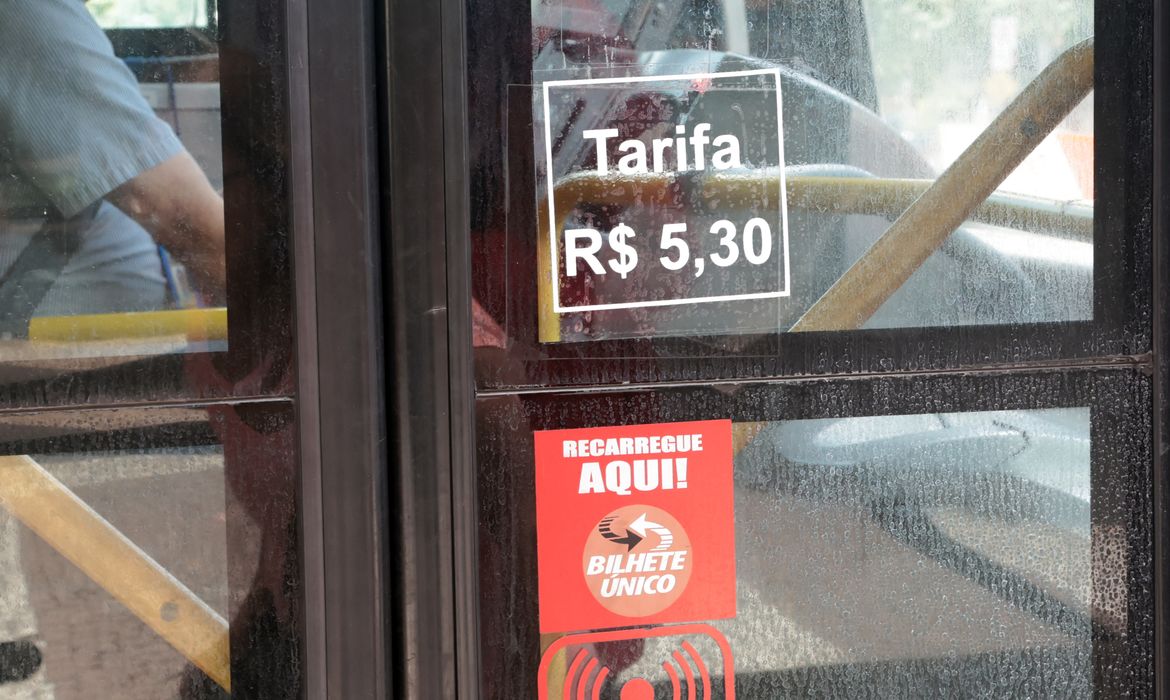 Tarifa
R$ 5,30
RECARREGUE
AQUI!
BILHETE
ÚNICO